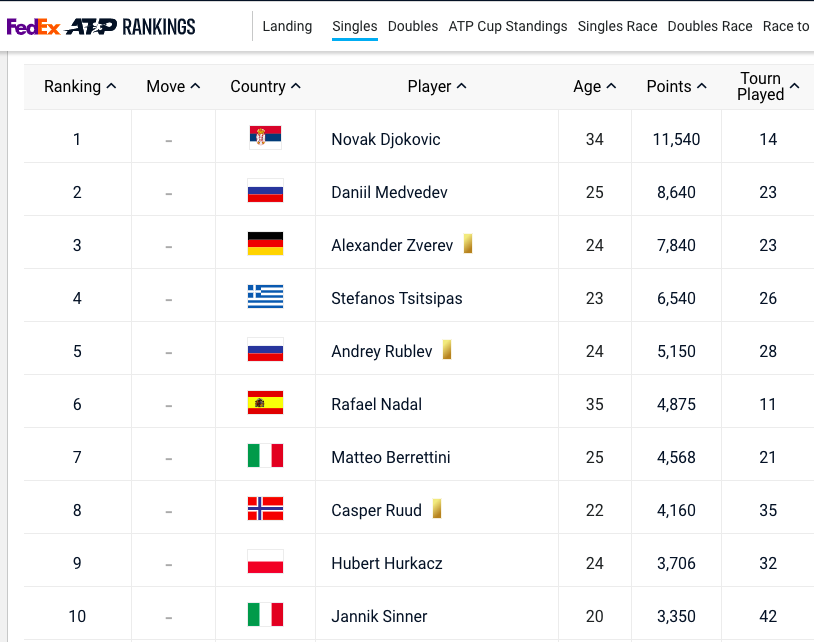 FedEx ATP RANKINGS Landing Singles Doubles ATP Cup Standings Singles Race Doubles Race Race to
Ranking Move Country Player Age Points Tourn Played
1 – Novak Djokovic 34 11,540 14
2 – Daniil Medvedev 25 8,640 23
3 – Alexander Zverev 24 7,840 23
4 – Stefanos Tsitsipas 23 6,540 26
5 – Andrey Rublev 24 5,150 28
6 – Rafael Nadal 35 4,875 11
7 – Matteo Berrettini 25 4,568 21
8 – Casper Ruud 22 4,160 35
9 – Hubert Hurkacz 24 3,706 32
10 – Jannik Sinner 20 3,350 42